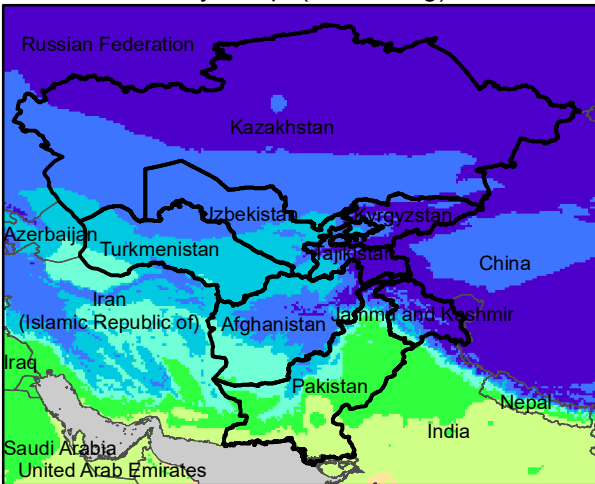 Russian Federation
Kazakhstan
Uzbekistan
Kyrgyzstan
Azerbaijan
Turkmenistan
Tajikistan
China
Iran
(Islamic Republic of)
Afghanistan
Jammu and Kashmir
Iraq
Pakistan
Nepal
India
Saudi Arabia
United Arab Emirates